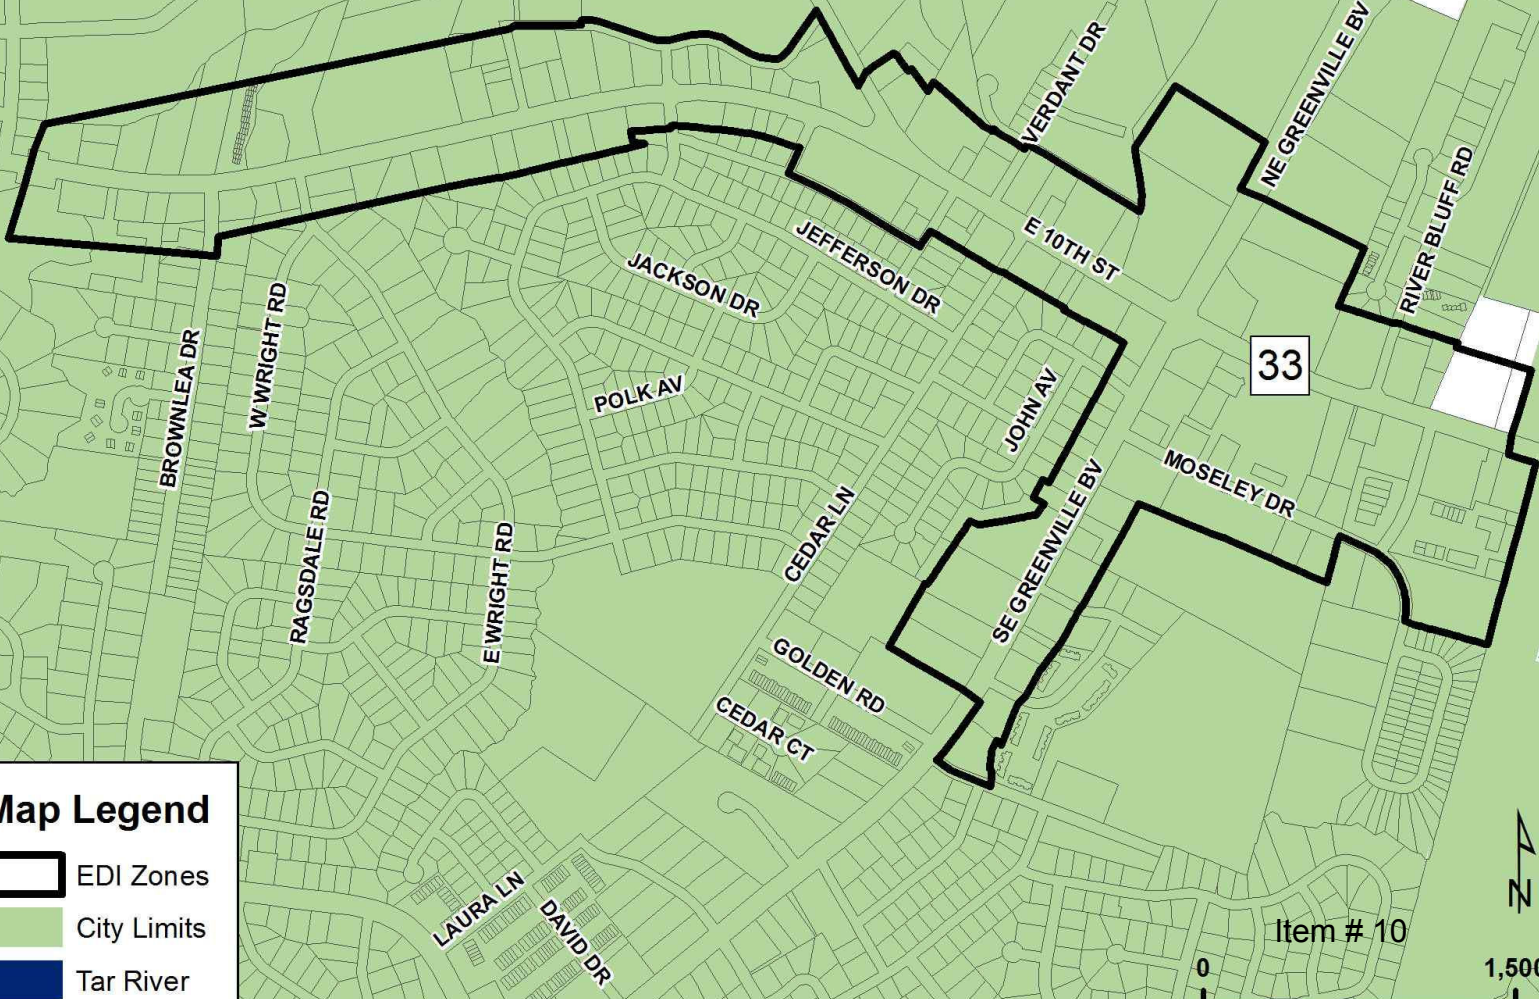 VERDANT DR
NE GREENVILLE BV
RIVER BLUFF RD
E 10TH ST
JEFFERSON DR
JACKSON DR
W WRIGHT RD
BROWNLEA DR
33
POLK AV
JOHN AV
MOSELEY DR
SE GREENVILLE BV
CEDAR LN
RAGSDALE RD
E WRIGHT RD
GOLDEN RD
CEDAR CT
Map Legend
EDI Zones
City Limits
Tar River
LAURA LN
DAVID DR
N
Item # 10
0